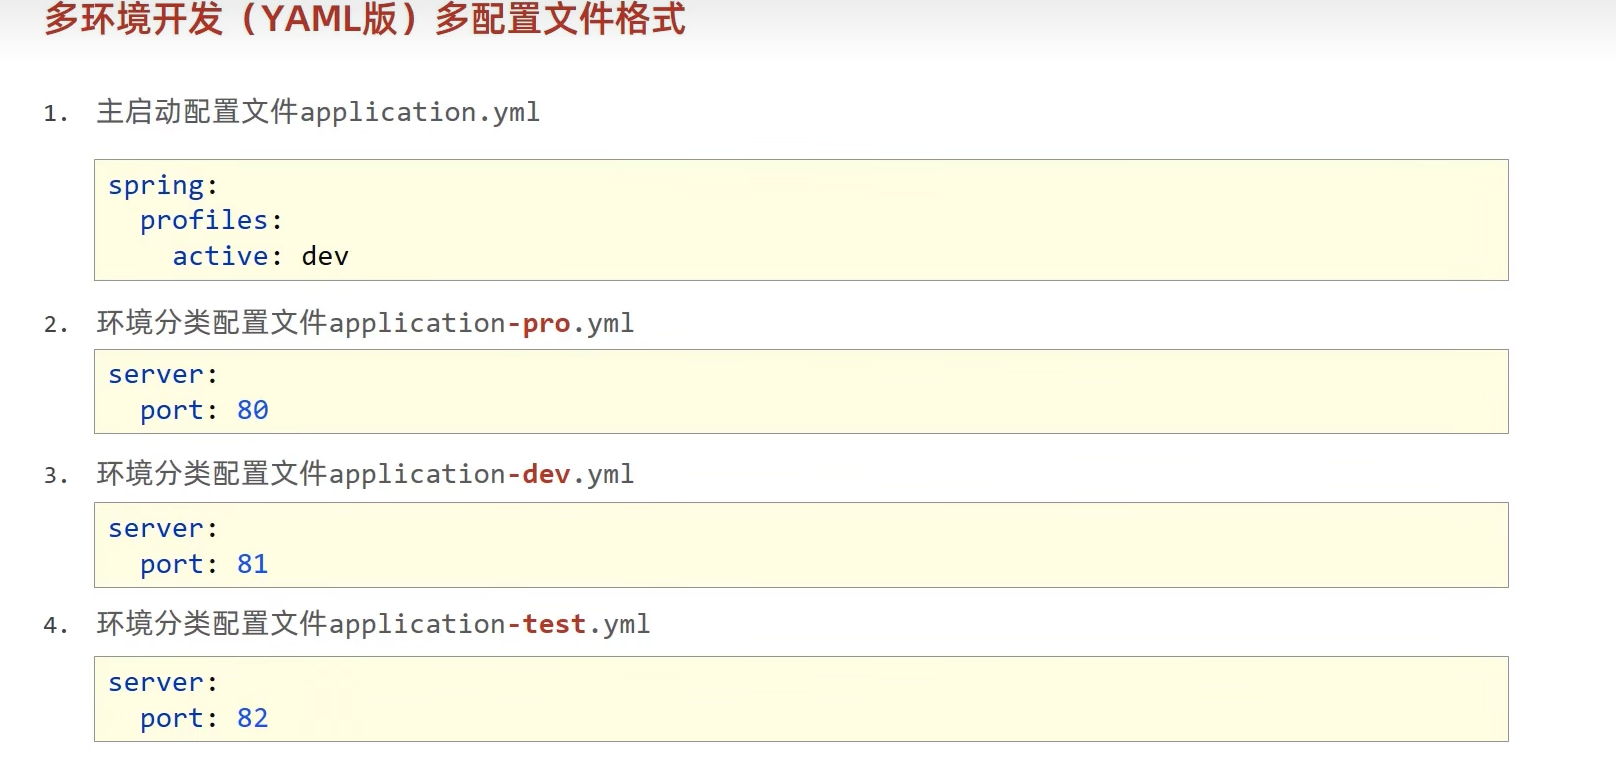 多环境开发（YAML版）多配置文件格式
1. 主启动配置文件application.yml
spring:
  profiles:
    active: dev
2. 环境分类配置文件application-pro.yml
server:
  port: 80
3. 环境分类配置文件application-dev.yml
server:
  port: 81
4. 环境分类配置文件application-test.yml
server:
  port: 82